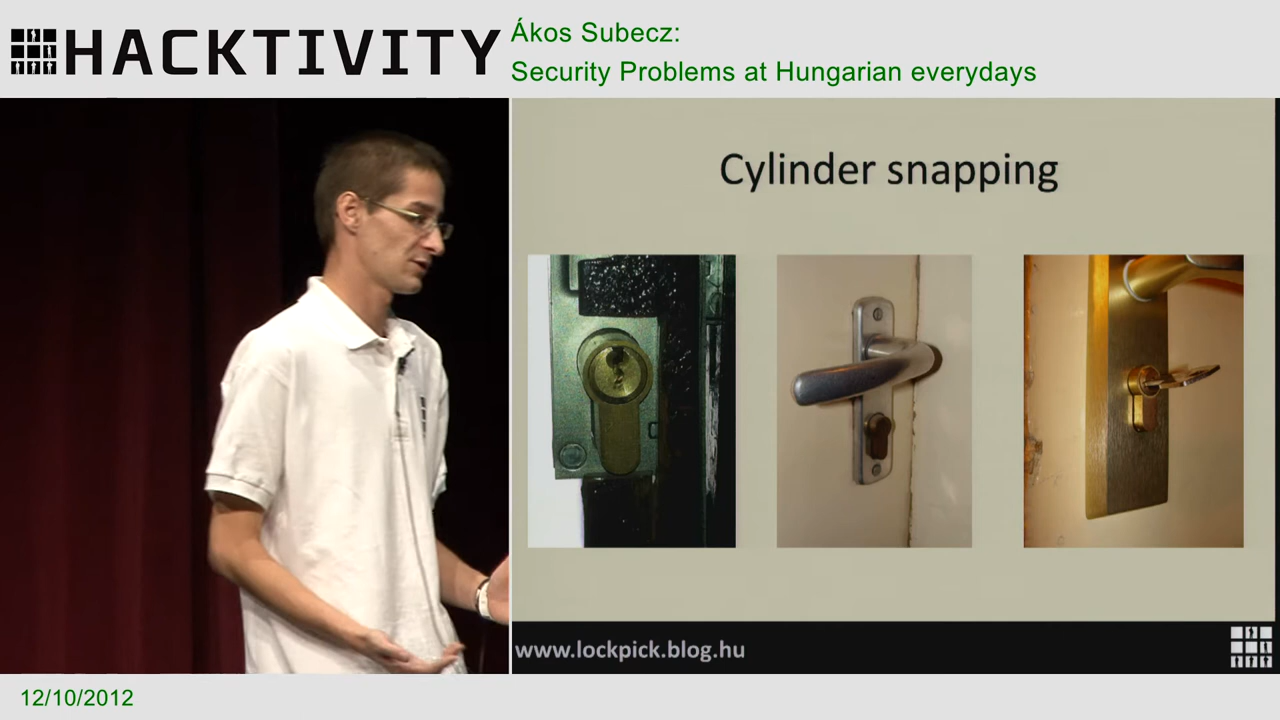 HACKTIVITY
Ákos Subecz:
Security Problems at Hungarian everydays
Cylinder snapping
www.lockpick.blog.hu
12/10/2012